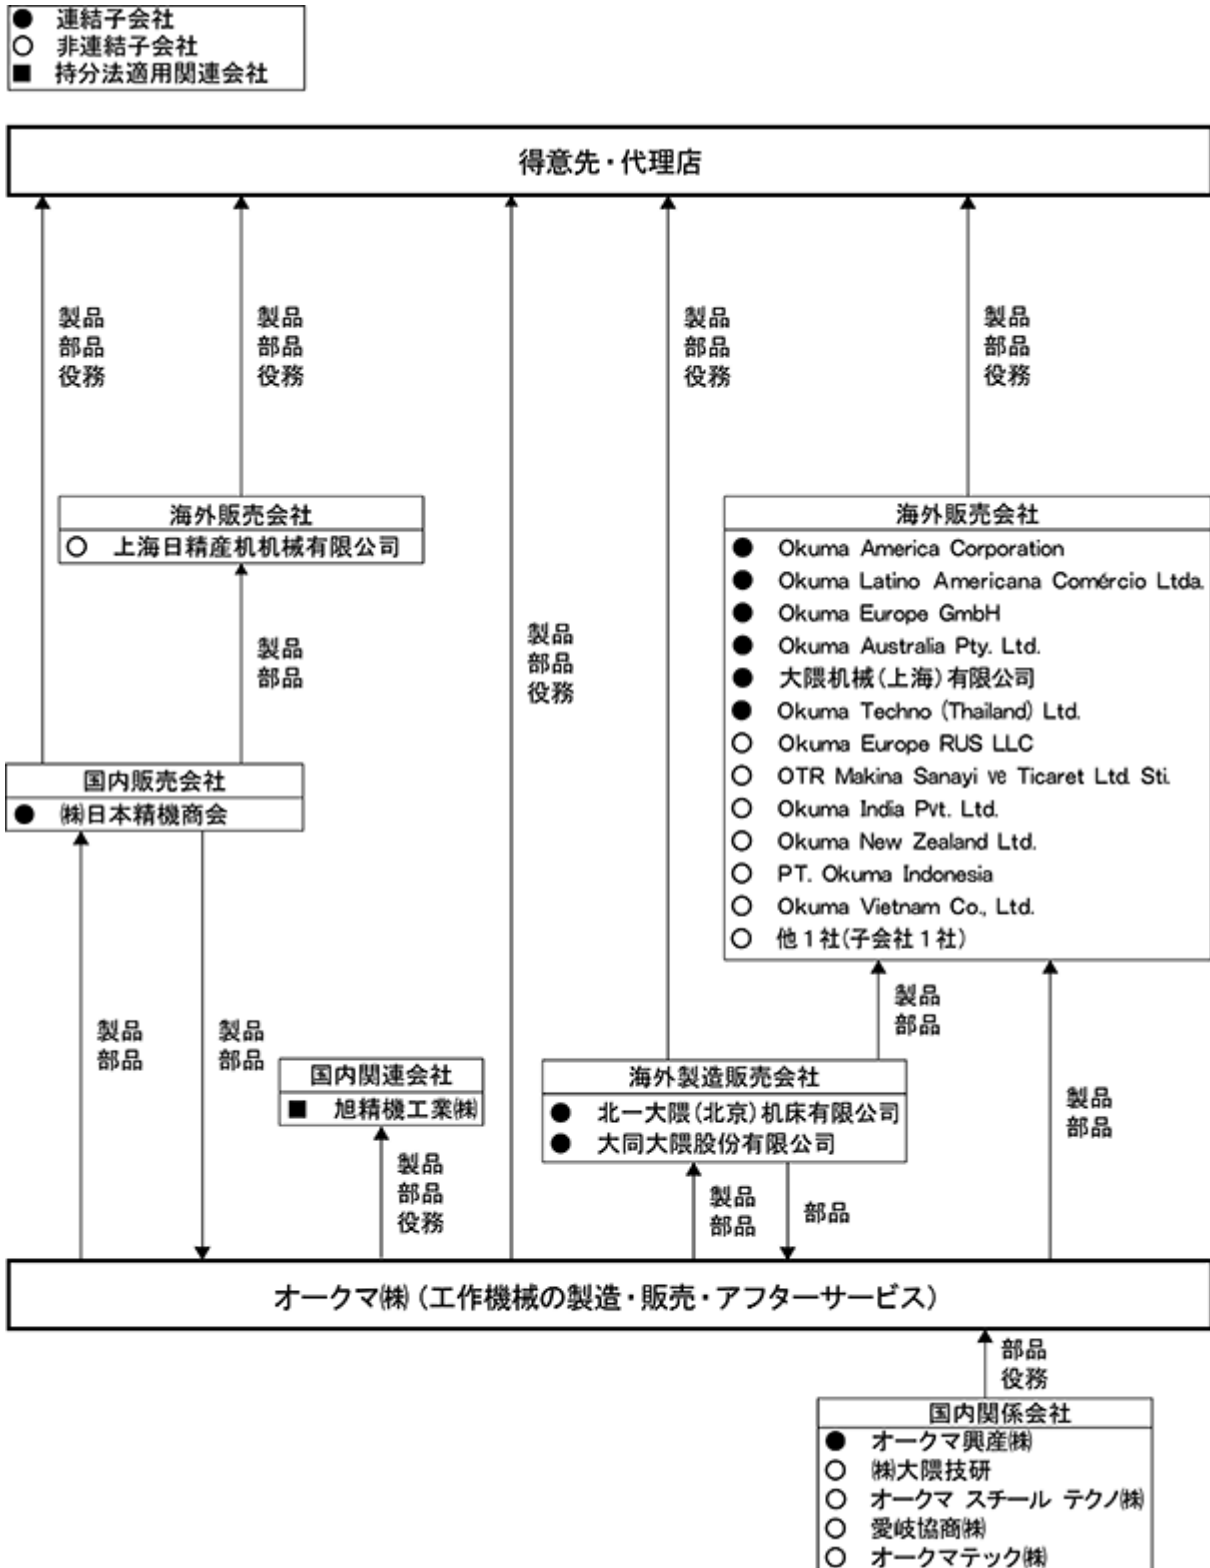 ● 連結子会社
○ 非連結子会社
■ 持分法適用関連会社
得意先・代理店
製品
部品
役務
製品
部品
役務
製品
部品
役務
製品
部品
役務
海外販売会社
○ 上海日精産机机械有限公司
海外販売会社
● Okuma America Corporation
● Okuma Latino Americana Comércio Ltda.
● Okuma Europe GmbH
● Okuma Australia Pty. Ltd.
● 大隈机械(上海)有限公司
● Okuma Techno (Thailand) Ltd.
○ Okuma Europe RUS LLC
○ OTR Makina Sanayi ve Ticaret Ltd. Sti.
○ Okuma India Pvt. Ltd.
○ Okuma New Zealand Ltd.
○ PT. Okuma Indonesia
○ Okuma Vietnam Co., Ltd.
○ 他1社(子会社1社)
製品
部品
製品
部品
役務
国内販売会社
● ㈱日本精機商会
製品
部品
製品
部品
製品
部品
国内関連会社
■ 旭精機工業㈱
海外製造販売会社
● 北一大隈(北京)机床有限公司
● 大同大隈股份有限公司
製品
部品
製品
部品
役務
製品
部品
部品
オークマ㈱(工作機械の製造・販売・アフターサービス)
部品
役務
国内関係会社
● オークマ興産㈱
○ ㈱大隈技研
○ オークマ スチール テクノ㈱
○ 愛岐協商㈱
○ オークマテック㈱